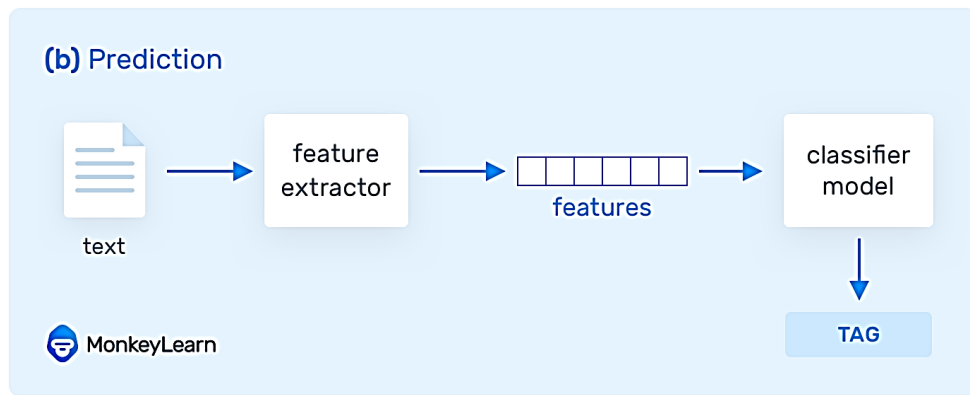 (b) Prediction
text
feature
extractor
features
classifier
model
TAG
MonkeyLearn